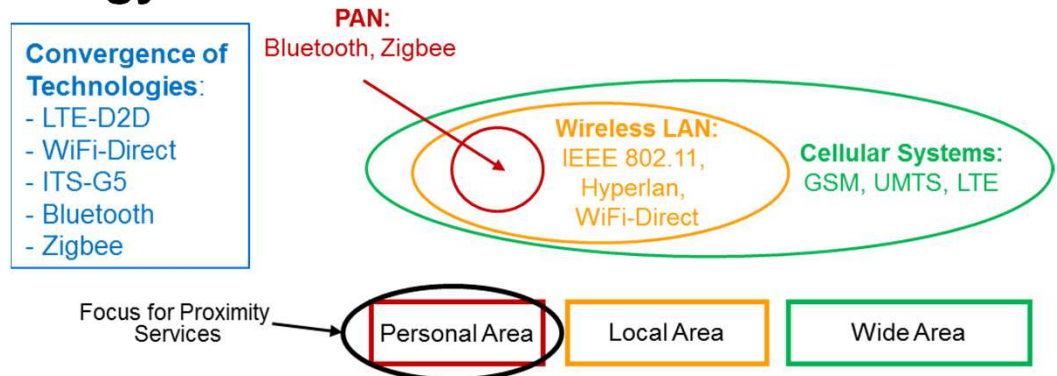 PAN:
Bluetooth, Zigbee
Convergence of
Technologies:
- LTE-D2D
- WiFi-Direct
- ITS-G5
- Bluetooth
- Zigbee
Wireless LAN:
IEEE 802.11,
Hyperlan,
WiFi-Direct
Cellular Systems:
GSM, UMTS, LTE
Focus for Proximity
Services
Personal Area
Local Area
Wide Area